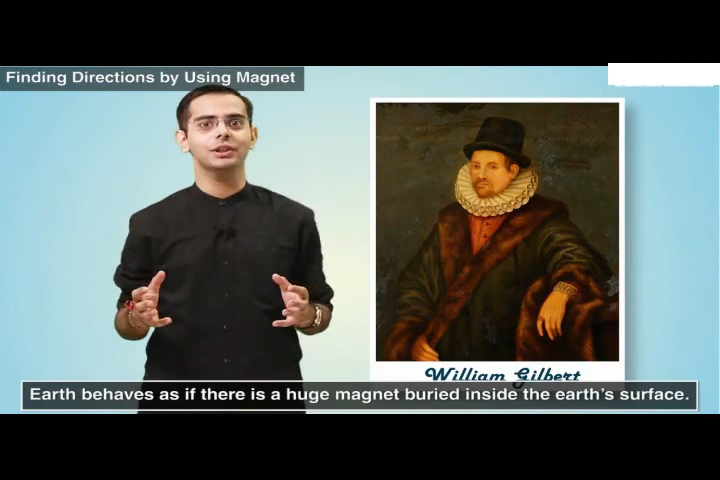 Finding Directions by Using Magnet
William Gilbert
Earth behaves as if there is a huge magnet buried inside the earth's surface.